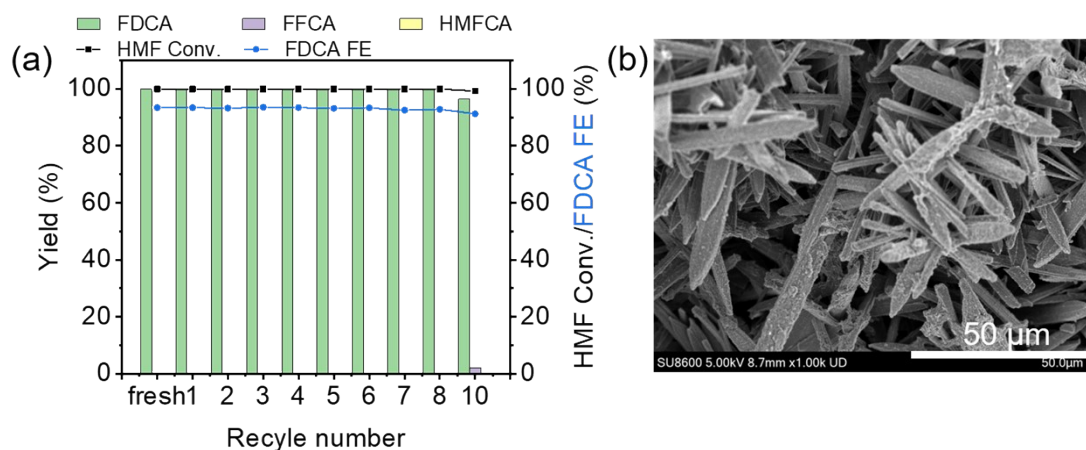 FDCA FFCA HMFCA
HMF Conv. FDCA FE
(a)
100
80
60
40
20
0
Yield (%)
100
80
60
40
20
0
HMF Conv./FDCA FE (%)
fresh1 2 3 4 5 6 7 8 10
Recyle number
(b)
50 µm
SU8600 5.00kV 8.7mm x1.00k UD 50.0µm